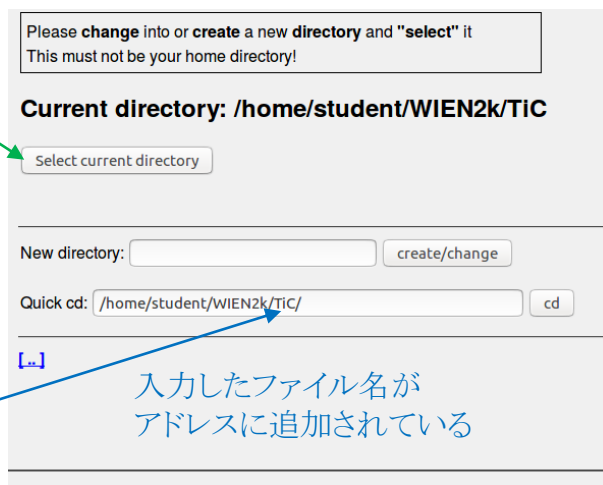 Please change into or create a new directory and "select" it
This must not be your home directory!
Current directory: /home/student/WIEN2k/TiC
Select current directory
New directory: create/change
Quick cd: /home/student/WIEN2k/TiC/ cd
[..]
入力したファイル名が
アドレスに追加されている